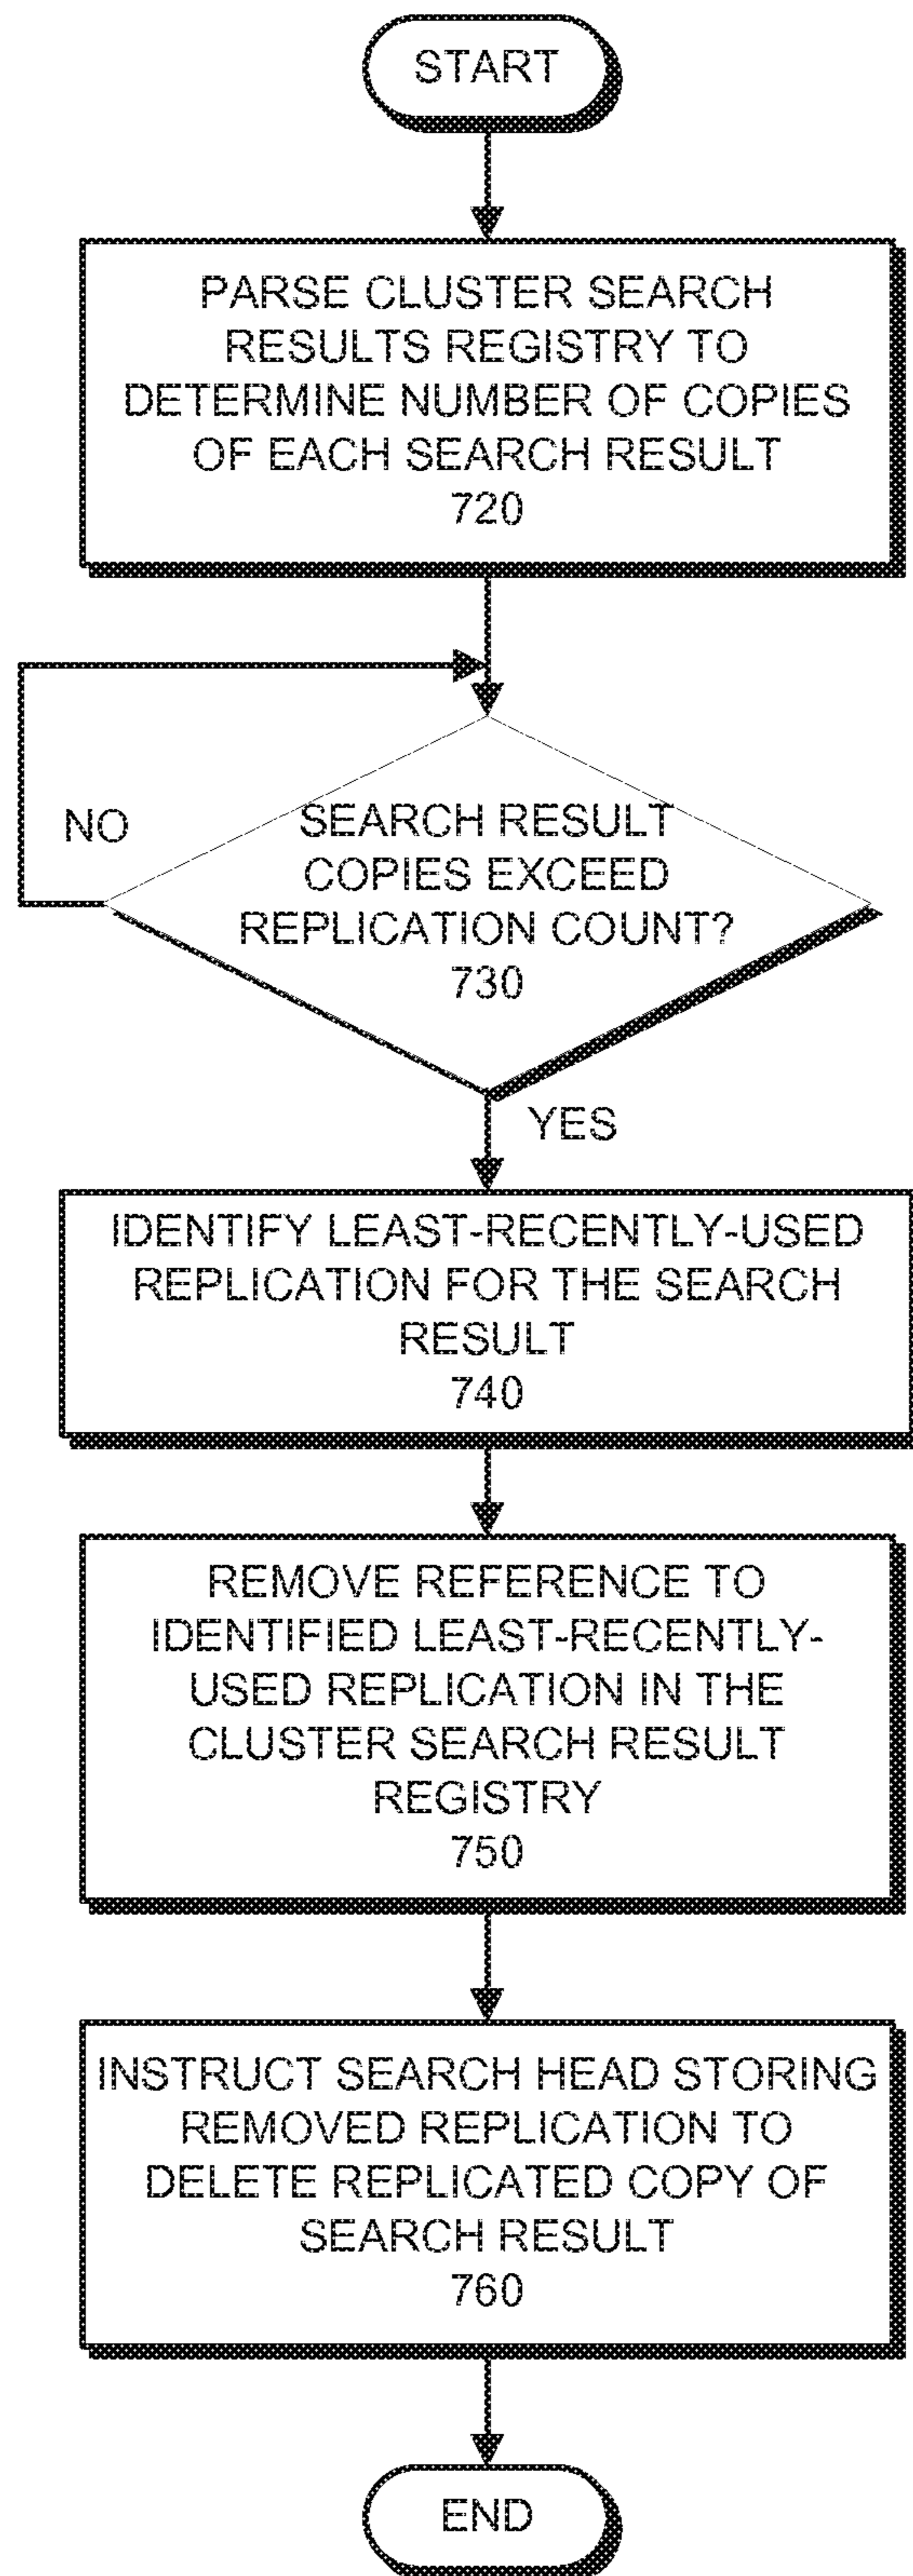 START
PARSE CLUSTER SEARCH
RESULTS REGISTRY TO
DETERMINE NUMBER OF COPIES
OF EACH SEARCH RESULT
720
NO
SEARCH RESULT
COPIES EXCEED
REPLICATION COUNT?
730
YES
IDENTIFY LEAST-RECENTLY-USED
REPLICATION FOR THE SEARCH
RESULT
740
REMOVE REFERENCE TO
IDENTIFIED LEAST-RECENTLY-
USED REPLICATION IN THE
CLUSTER SEARCH RESULT
REGISTRY
750
INSTRUCT SEARCH HEAD STORING
REMOVED REPLICATION TO
DELETE REPLICATED COPY OF
SEARCH RESULT
760
END